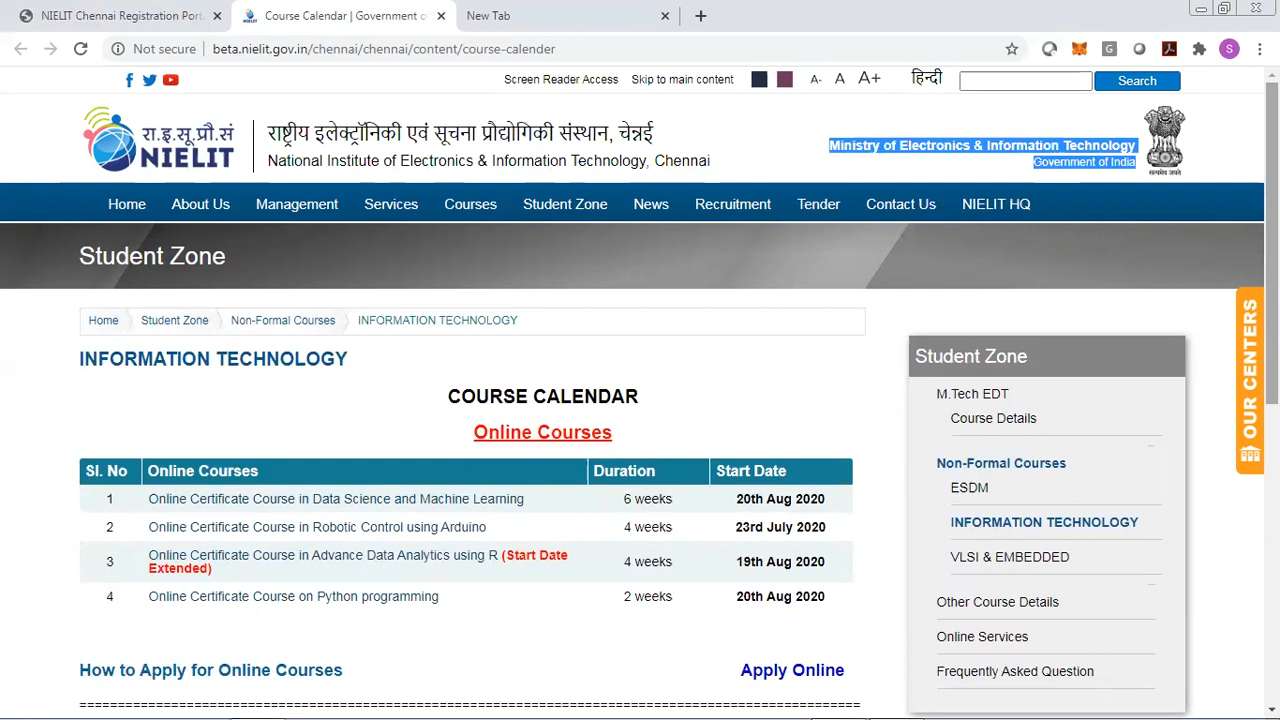 NIELIT Chennai Registration Port
Course Calendar | Government o
New Tab
Not secure
beta.nielit.gov.in/chennai/chennai/content/course-calender
S
Screen Reader Access
Skip to main content
A-
A
A+
हिन्दी
Search
रा.इ.सू.प्रौ.सं
NIELIT
राष्ट्रीय इलेक्ट्रॉनिकी एवं सूचना प्रौद्योगिकी संस्थान, चेन्नई
National Institute of Electronics & Information Technology, Chennai
Ministry of Electronics & Information Technology
Government of India
सत्यमेव जयते
Home About Us Management Services Courses Student Zone News Recruitment Tender Contact Us NIELIT HQ
Student Zone
Home Student Zone Non-Formal Courses INFORMATION TECHNOLOGY
INFORMATION TECHNOLOGY
COURSE CALENDAR
Online Courses
Sl. No Online Courses Duration Start Date
1 Online Certificate Course in Data Science and Machine Learning 6 weeks 20th Aug 2020
2 Online Certificate Course in Robotic Control using Arduino 4 weeks 23rd July 2020
3 Online Certificate Course in Advance Data Analytics using R (Start Date
Extended) 4 weeks 19th Aug 2020
4 Online Certificate Course on Python programming 2 weeks 20th Aug 2020
How to Apply for Online Courses Apply Online
================================================================================
Student Zone
M.Tech EDT
Course Details
Non-Formal Courses
ESDM
INFORMATION TECHNOLOGY
VLSI & EMBEDDED
Other Course Details
Online Services
Frequently Asked Question
OUR CENTERS